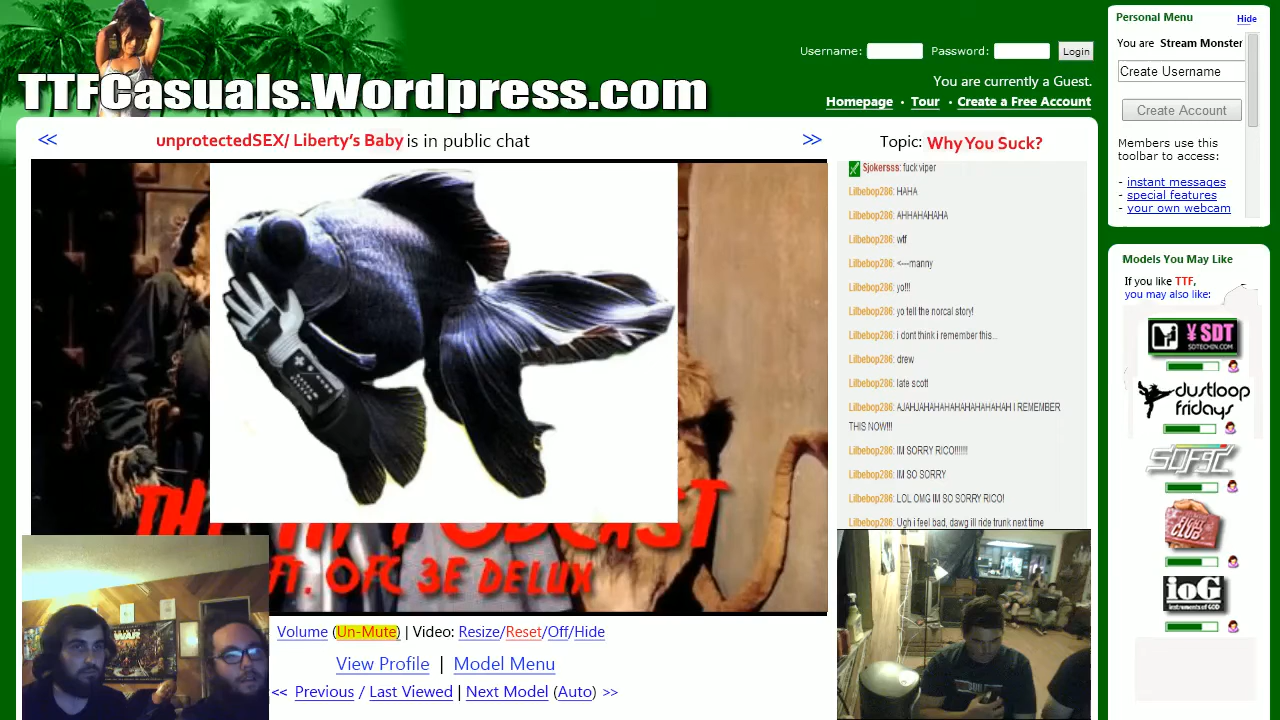 TTFCasuals.Wordpress.com
Username:
Password:
Login
You are currently a Guest.
Homepage • Tour • Create a Free Account
<<
unprotectedSEX/ Liberty's Baby is in public chat
>>
Topic: Why You Suck?
Sjokersss: fuck viper
Lilbebop286: HAHA
Lilbebop286: AHHAHAHAHA
Lilbebop286: wtf
Lilbebop286: <---manny
Lilbebop286: yo!!!
Lilbebop286: yo tell the norcal story!
Lilbebop286: i dont think i remember this...
Lilbebop286: drew
Lilbebop286: late scott
Lilbebop286: AJAHJAHAHAHAHAHAHAHAH I REMEMBER
THIS NOW!!!
Lilbebop286: IM SORRY RICO!!!!!!!
Lilbebop286: IM SO SORRY
Lilbebop286: LOL OMG IM SO SORRY RICO!
Lilbebop286: Ugh i feel bad, dawg ill ride trunk next time
PODCAST
FT. OFC 3E DELUX
Volume (Un-Mute) | Video: Resize/Reset/Off/Hide
View Profile | Model Menu
<< Previous / Last Viewed | Next Model (Auto) >>
Personal Menu
Hide
You are Stream Monster
Create Username
Create Account
Members use this
toolbar to access:
- instant messages
- special features
- your own webcam
Models You May Like
If you like TTF,
you may also like:
¥ SDT
SDTECHIN.COM
dustloop
fridays
CLUB
ioG
instruments of GOD